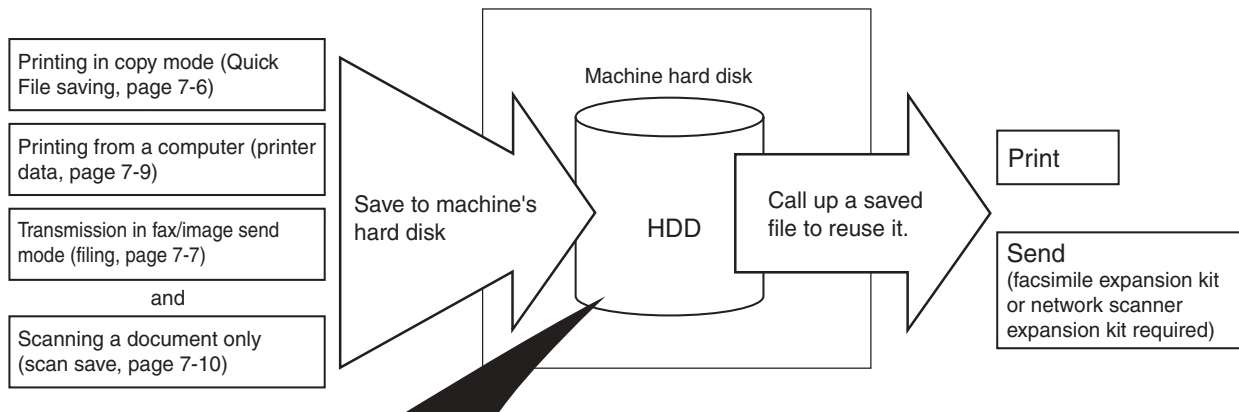 Printing in copy mode (Quick
File saving, page 7-6)
Printing from a computer (printer
data, page 7-9)
Transmission in fax/image send
mode (filing, page 7-7)
and
Scanning a document only
(scan save, page 7-10)
Save to machine's
hard disk
Machine hard disk
HDD
Call up a saved
file to reuse it.
Print
Send
(facsimile expansion kit
or network scanner
expansion kit required)